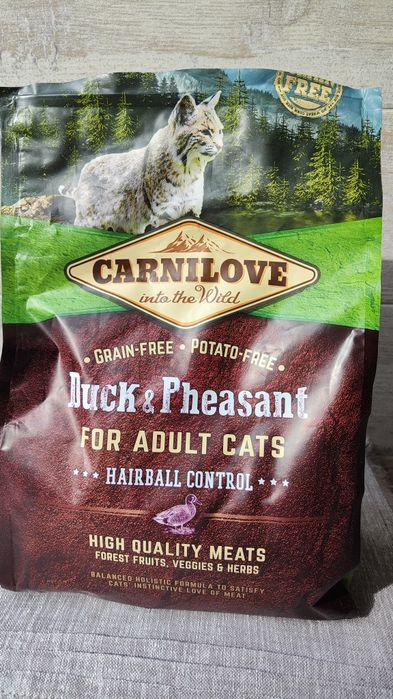 FREE
CARNILOVE
into the Wild
• GRAIN-FREE • POTATO-FREE •
Duck & Pheasant
FOR ADULT CATS
HAIRBALL CONTROL
HIGH QUALITY MEATS
FOREST FRUITS, VEGGIES & HERBS
BALANCED HOLISTIC FORMULA TO SATISFY
CATS' INSTINCTIVE LOVE OF MEAT